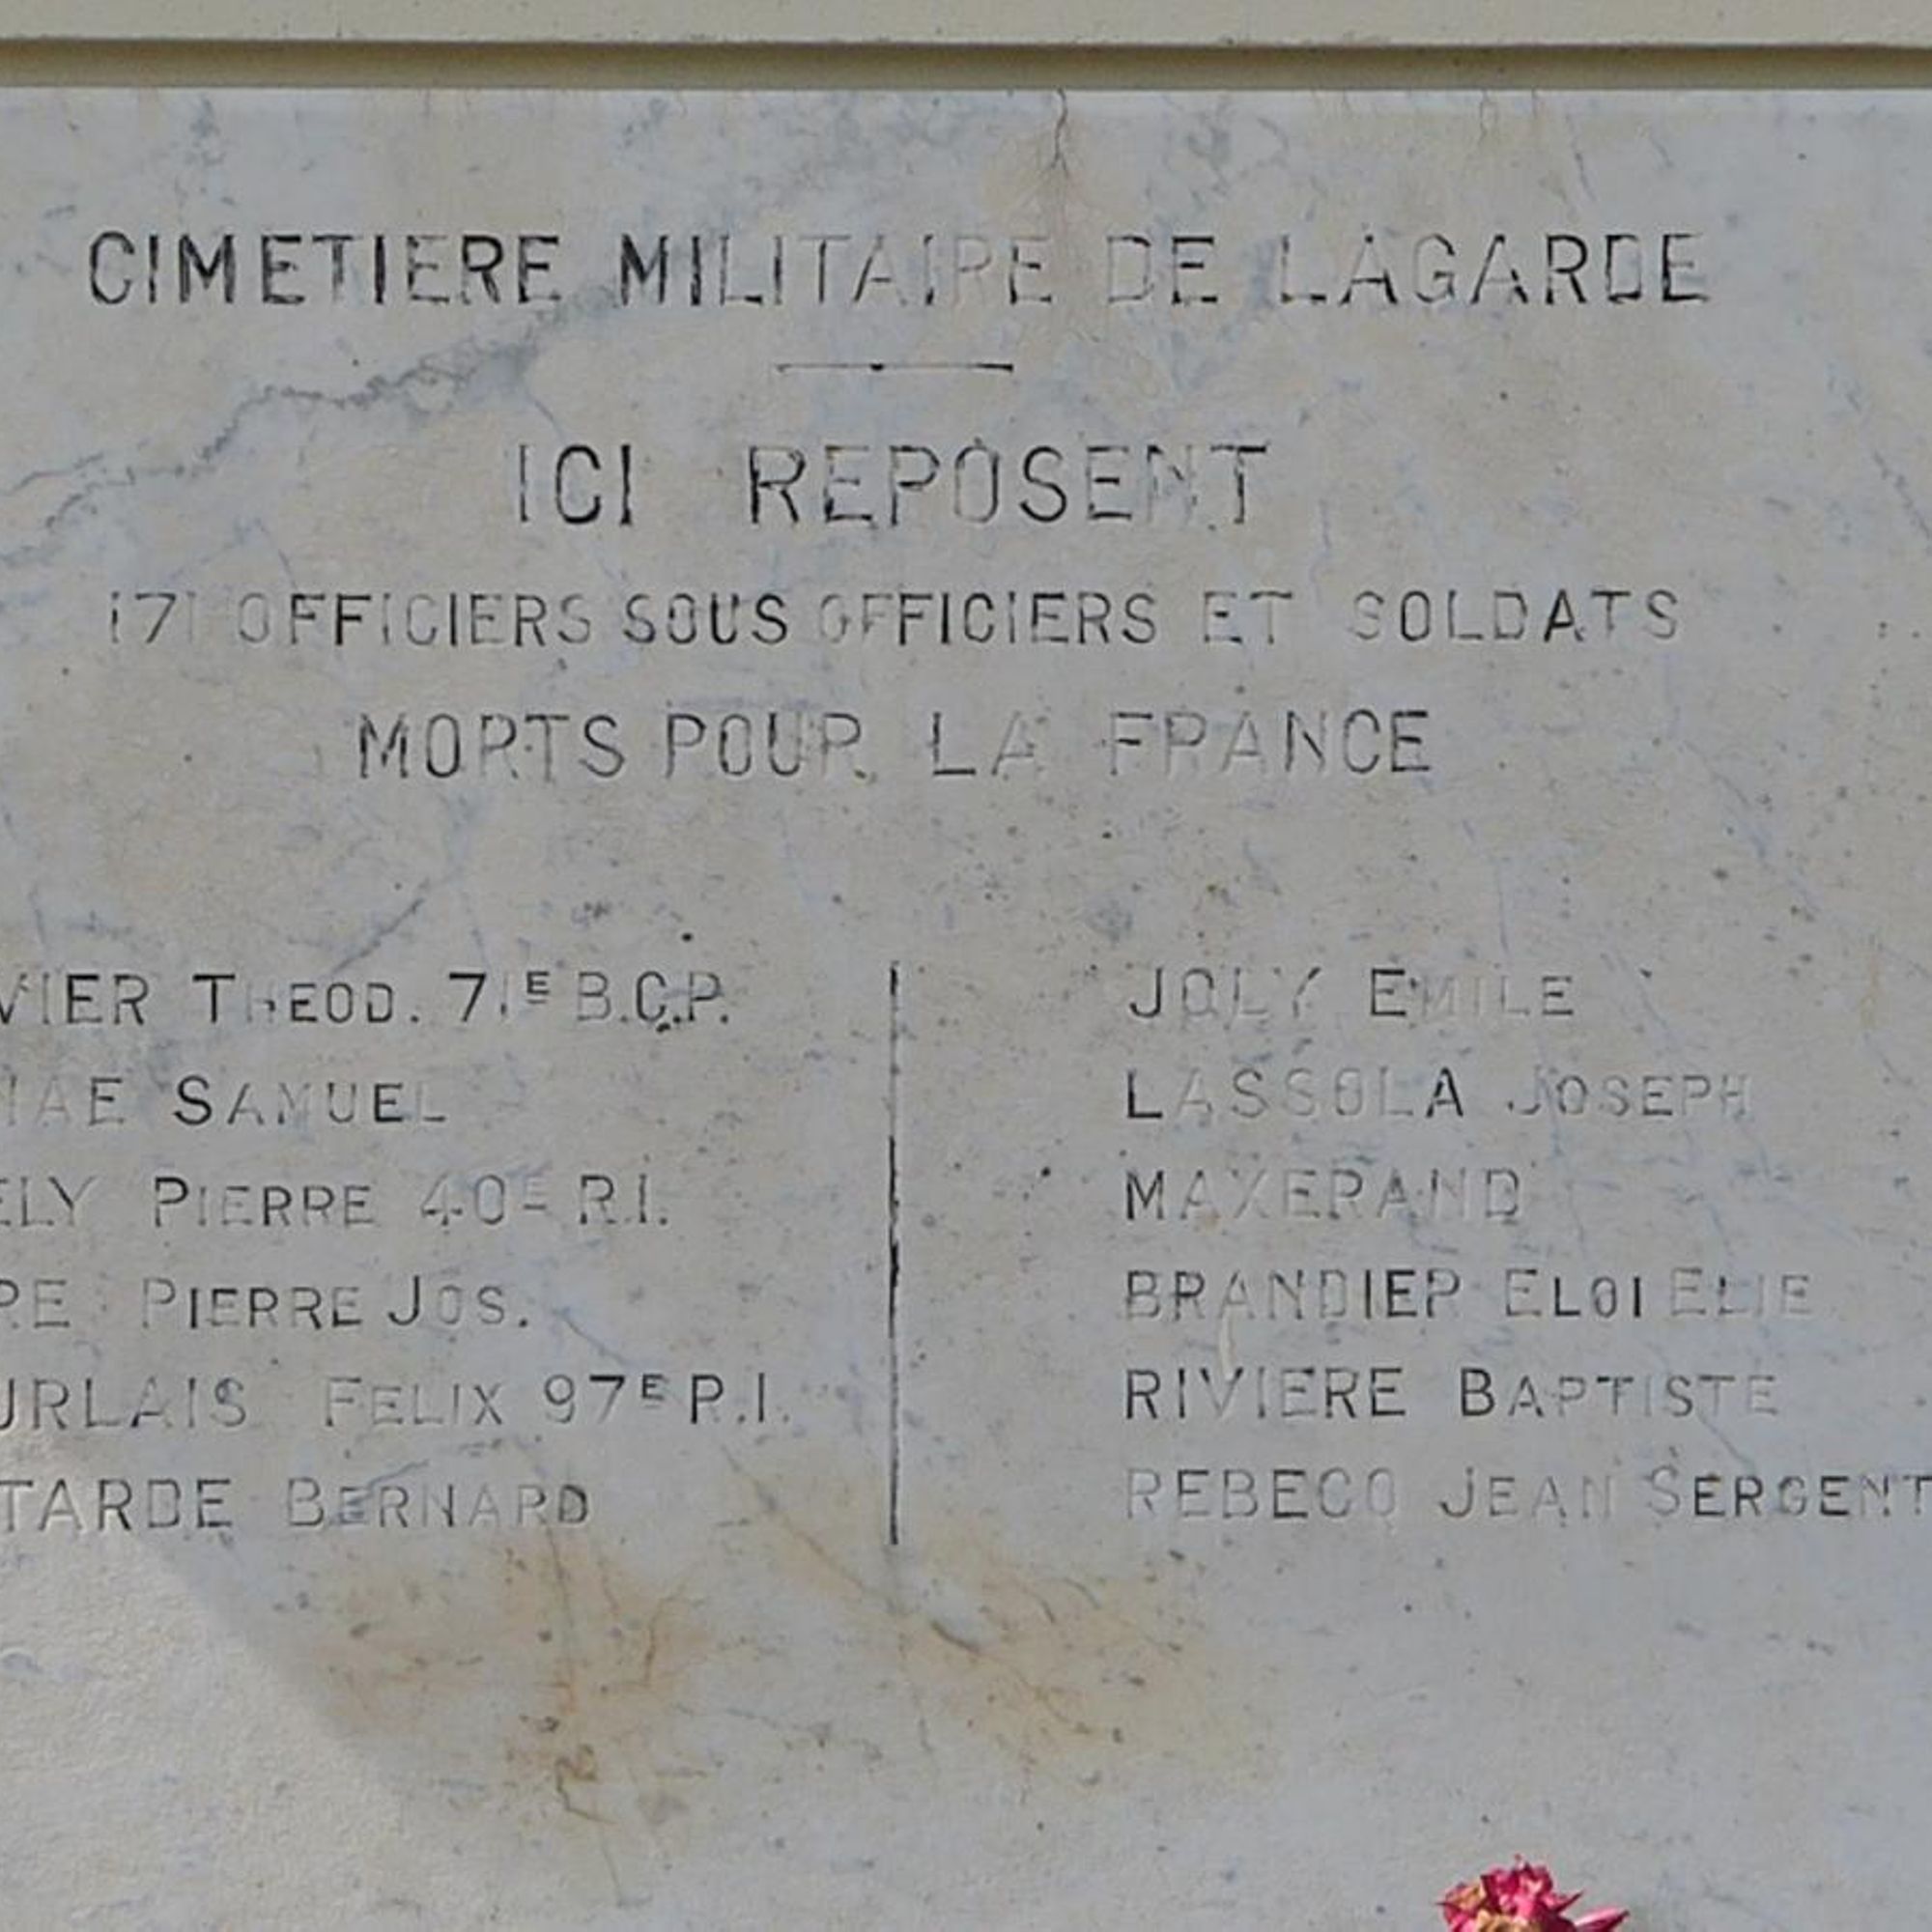 CIMETIERE MILITAIRE DE LAGARDE
ICI REPOSENT
171 OFFICIERS SOUS OFFICIERS ET SOLDATS
MORTS POUR LA FRANCE
VIER THEOD. 71E B.C.P.
IAE SAMUEL
ELY PIERRE 40E R.I.
RE PIERRE JOS.
URLAIS FELIX 97E R.I.
TARDE BERNARD
JOLY EMILE
LASSOLA JOSEPH
MAXERAND
BRANDIER ELOI ELIE
RIVIERE BAPTISTE
REBECQ JEAN SERGENT